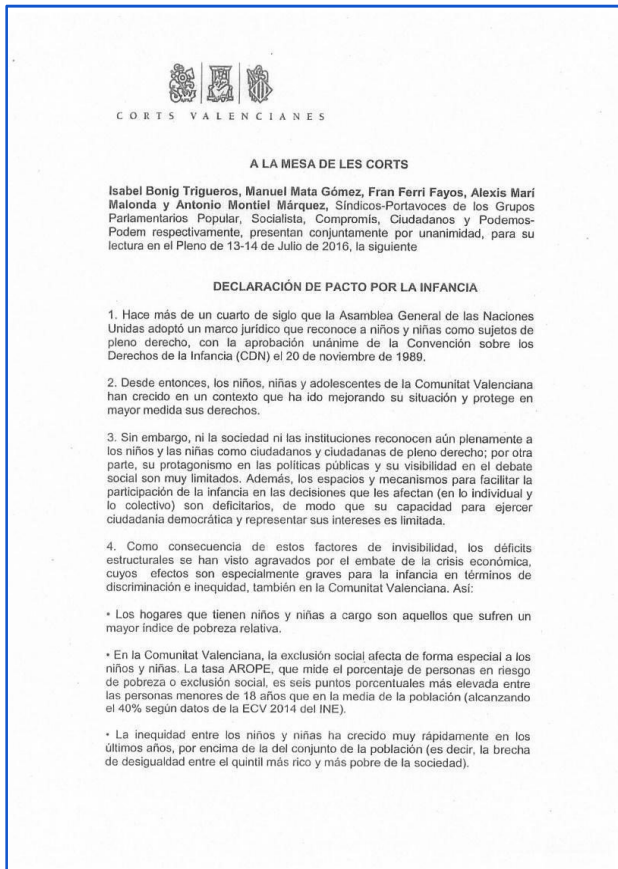 CORTS VALENCIANES
A LA MESA DE LES CORTS
Isabel Bonig Trigueros, Manuel Mata Gómez, Fran Ferri Fayos, Alexis Marí
Malonda y Antonio Montiel Márquez, Síndicos-Portavoces de los Grupos
Parlamentarios Popular, Socialista, Compromís, Ciudadanos y Podemos-
Podem respectivamente, presentan conjuntamente por unanimidad, para su
lectura en el Pleno de 13-14 de Julio de 2016, la siguiente
DECLARACIÓN DE PACTO POR LA INFANCIA
1. Hace más de un cuarto de siglo que la Asamblea General de las Naciones
Unidas adoptó un marco jurídico que reconoce a niños y niñas como sujetos de
pleno derecho, con la aprobación unánime de la Convención sobre los
Derechos de la Infancia (CDN) el 20 de noviembre de 1989.
2. Desde entonces, los niños, niñas y adolescentes de la Comunitat Valenciana
han crecido en un contexto que ha ido mejorando su situación y protege en
mayor medida sus derechos.
3. Sin embargo, ni la sociedad ni las instituciones reconocen aún plenamente a
los niños y las niñas como ciudadanos y ciudadanas de pleno derecho; por otra
parte, su protagonismo en las políticas públicas y su visibilidad en el debate
social son muy limitados. Además, los espacios y mecanismos para facilitar la
participación de la infancia en las decisiones que les afectan (en lo individual y
lo colectivo) son deficitarios, de modo que su capacidad para ejercer
ciudadanía democrática y representar sus intereses es limitada.
4. Como consecuencia de estos factores de invisibilidad, los déficits
estructurales se han visto agravados por el embate de la crisis económica,
cuyos efectos son especialmente graves para la infancia en términos de
discriminación e inequidad, también en la Comunitat Valenciana. Así:
• Los hogares que tienen niños y niñas a cargo son aquellos que sufren un
mayor índice de pobreza relativa.
• En la Comunitat Valenciana, la exclusión social afecta de forma especial a los
niños y niñas. La tasa AROPE, que mide el porcentaje de personas en riesgo
de pobreza o exclusión social, es seis puntos porcentuales más elevada entre
las personas menores de 18 años que en la media de la población (alcanzando
el 40% según datos de la ECV 2014 del INE).
• La inequidad entre los niños y niñas ha crecido muy rápidamente en los
últimos años, por encima de la del conjunto de la población (es decir, la brecha
de desigualdad entre el quintil más rico y más pobre de la sociedad).